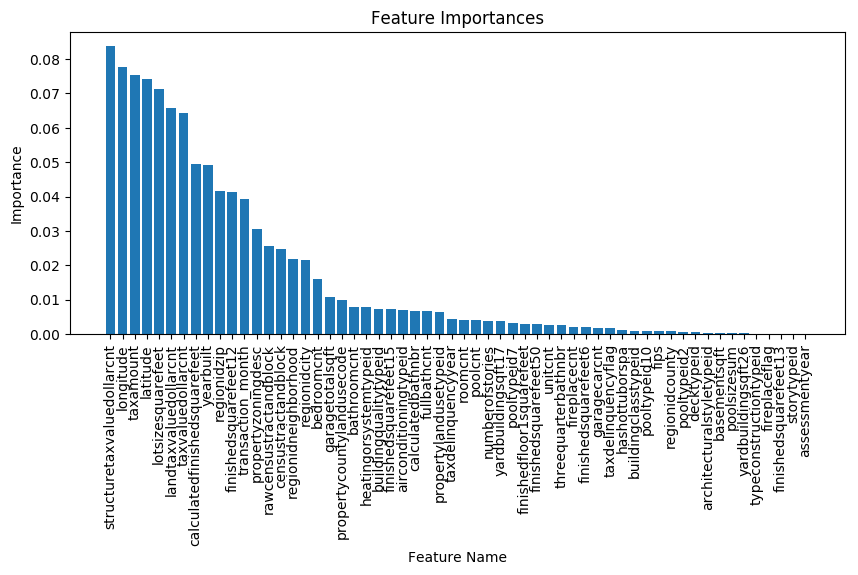 Feature Importances
0.08
0.07
0.06
0.05
0.04
0.03
0.02
0.01
0.00
Importance
structuretaxvaluedollarcnt
longitude
taxamount
latitude
lotsizesquarefeet
landtaxvaluedollarcnt
taxvaluedollarcnt
calculatedfinishedsquarefeet
yearbuilt
regionidzip
finishedsquarefeet12
transaction_month
propertyzoningdesc
rawcensustractandblock
censustractandblock
regionidneighborhood
regionidcity
bedroomcnt
garagetotalsqft
propertycountylandusecode
bathroomcnt
heatingorsystemtypeid
buildingqualitytypeid
finishedsquarefeet15
airconditioningtypeid
calculatedbathnbr
fullbathcnt
propertylandusetypeid
taxdelinquencyyear
roomcnt
poolcnt
numberofstories
yardbuildingsqft17
pooltypeid7
finishedfloor1squarefeet
finishedsquarefeet50
unitcnt
threequarterbathnbr
fireplacecnt
finishedsquarefeet6
garagecarcnt
taxdelinquencyflag
hashottuborspa
buildingclasstypeid
pooltypeid10
fips
regionidcounty
pooltypeid2
decktypeid
architecturalstyletypeid
basementsqft
poolsizesum
yardbuildingsqft26
typeconstructiontypeid
fireplaceflag
finishedsquarefeet13
storytypeid
assessmentyear
Feature Name